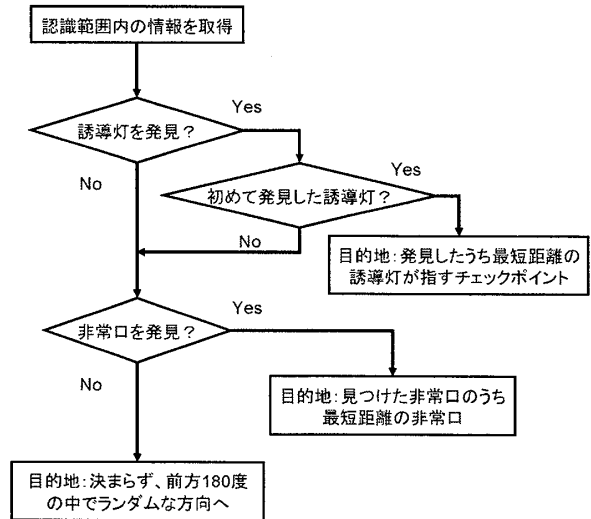 認識範囲内の情報を取得
Yes
誘導灯を発見？
Yes
No
初めて発見した誘導灯？
No
目的地：発見したうち最短距離の
誘導灯が指すチェックポイント
Yes
非常口を発見？
No
目的地：見つけた非常口のうち
最短距離の非常口
目的地：決まらず、前方180度
の中でランダムな方向へ